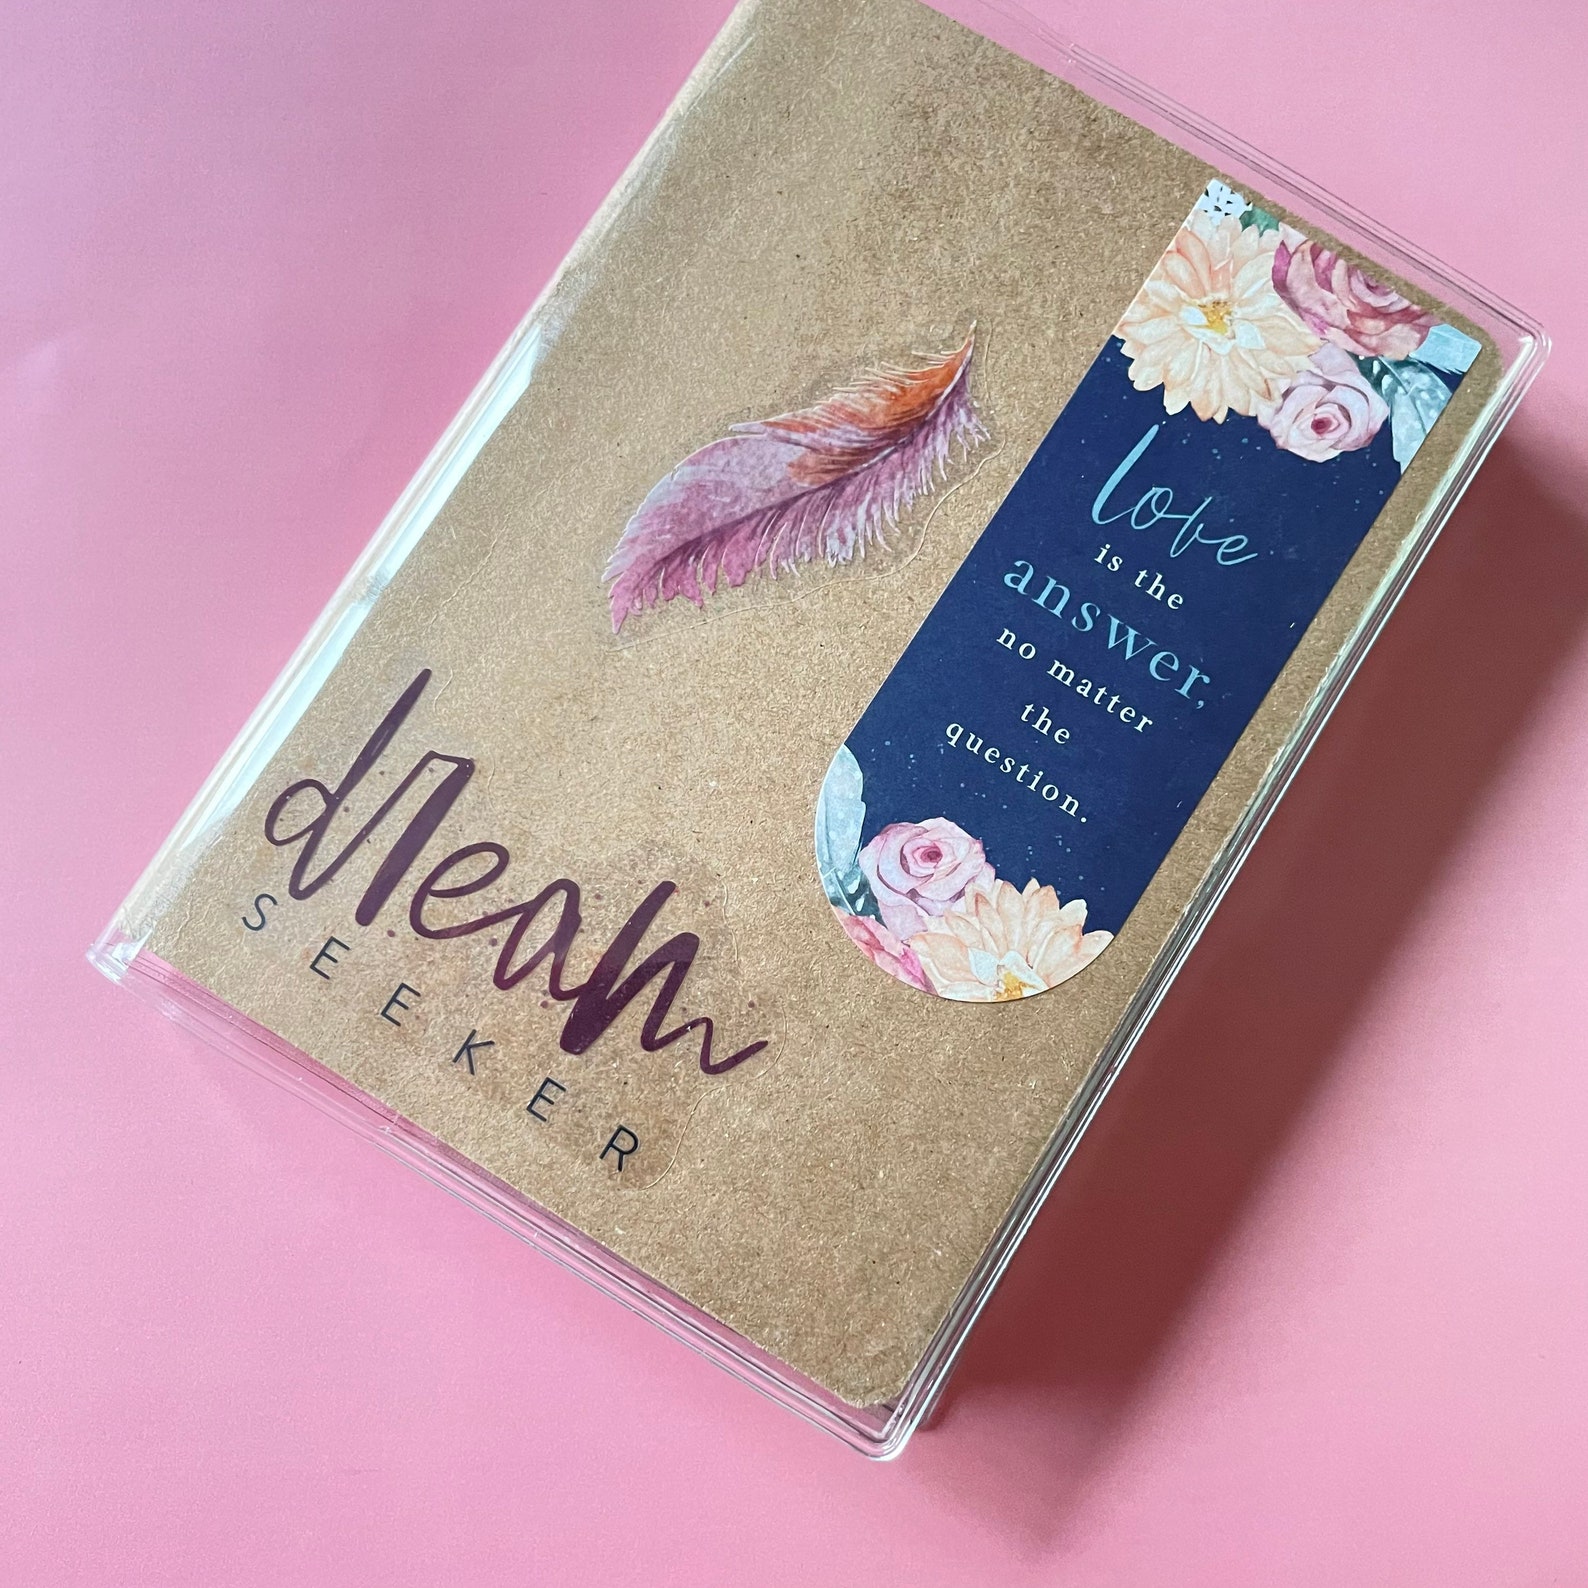 love
is the
answer,
no matter
the
question.
dream
SEEKER